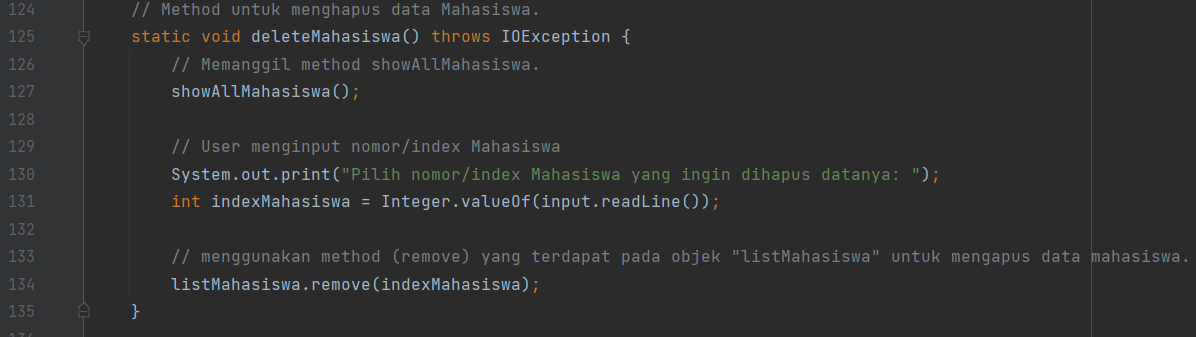 124 // Method untuk menghapus data Mahasiswa.
125 static void deleteMahasiswa() throws IOException {
126 // Memanggil method showAllMahasiswa.
127 showAllMahasiswa();
128
129 // User menginput nomor/index Mahasiswa
130 System.out.print("Pilih nomor/index Mahasiswa yang ingin dihapus datanya: ");
131 int indexMahasiswa = Integer.valueOf(input.readLine());
132
133 // menggunakan method (remove) yang terdapat pada objek "listMahasiswa" untuk mengapus data mahasiswa.
134 listMahasiswa.remove(indexMahasiswa);
135 }